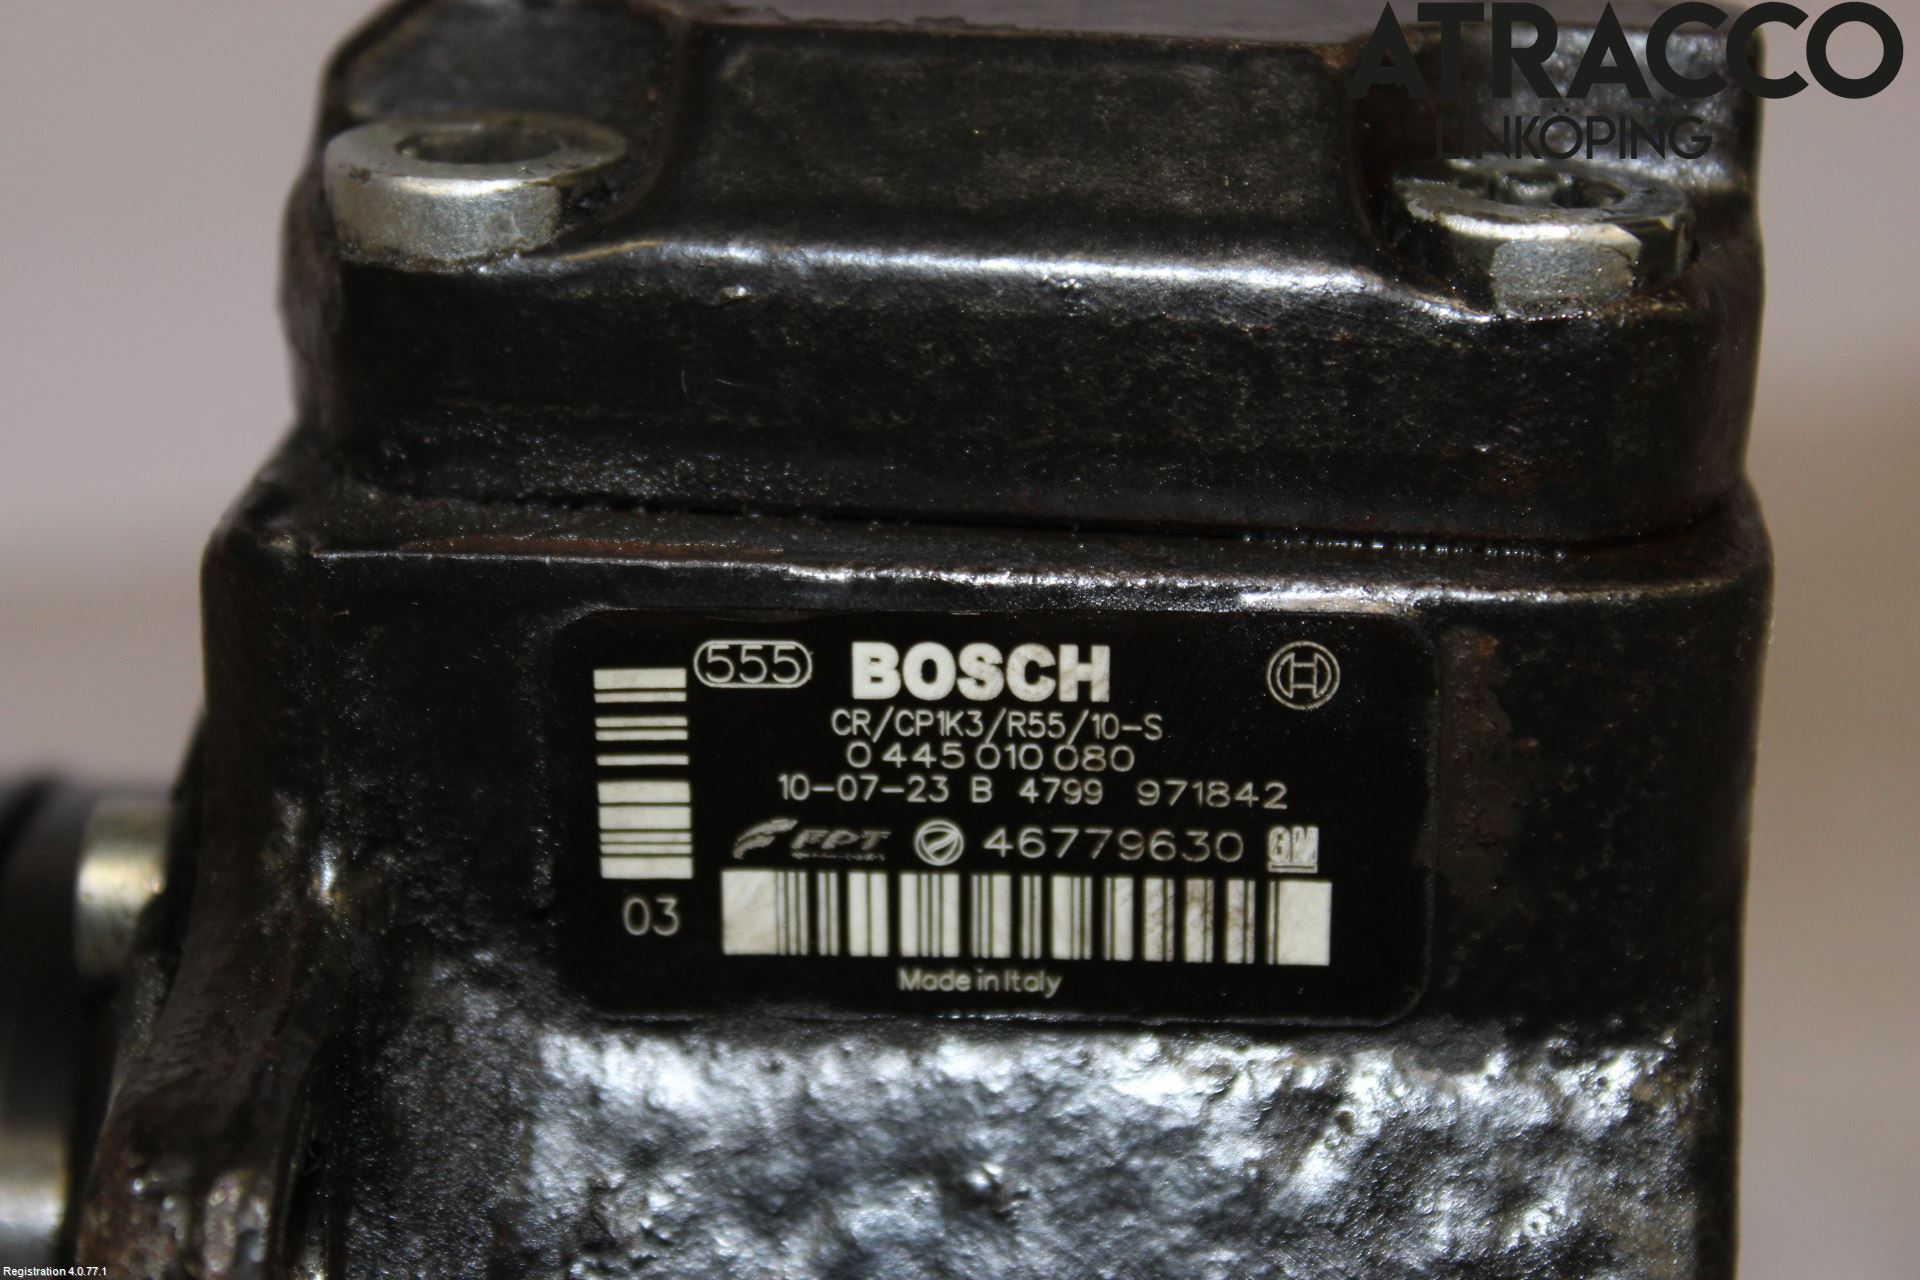 ATRACCO
LINKÖPING
555 BOSCH
CR/CP1K3/R55/10-S
0 445 010 080
10-07-23 B 4799 971842
FPT 46779630 GM
03
Made in Italy
Registration 4.0.77.1